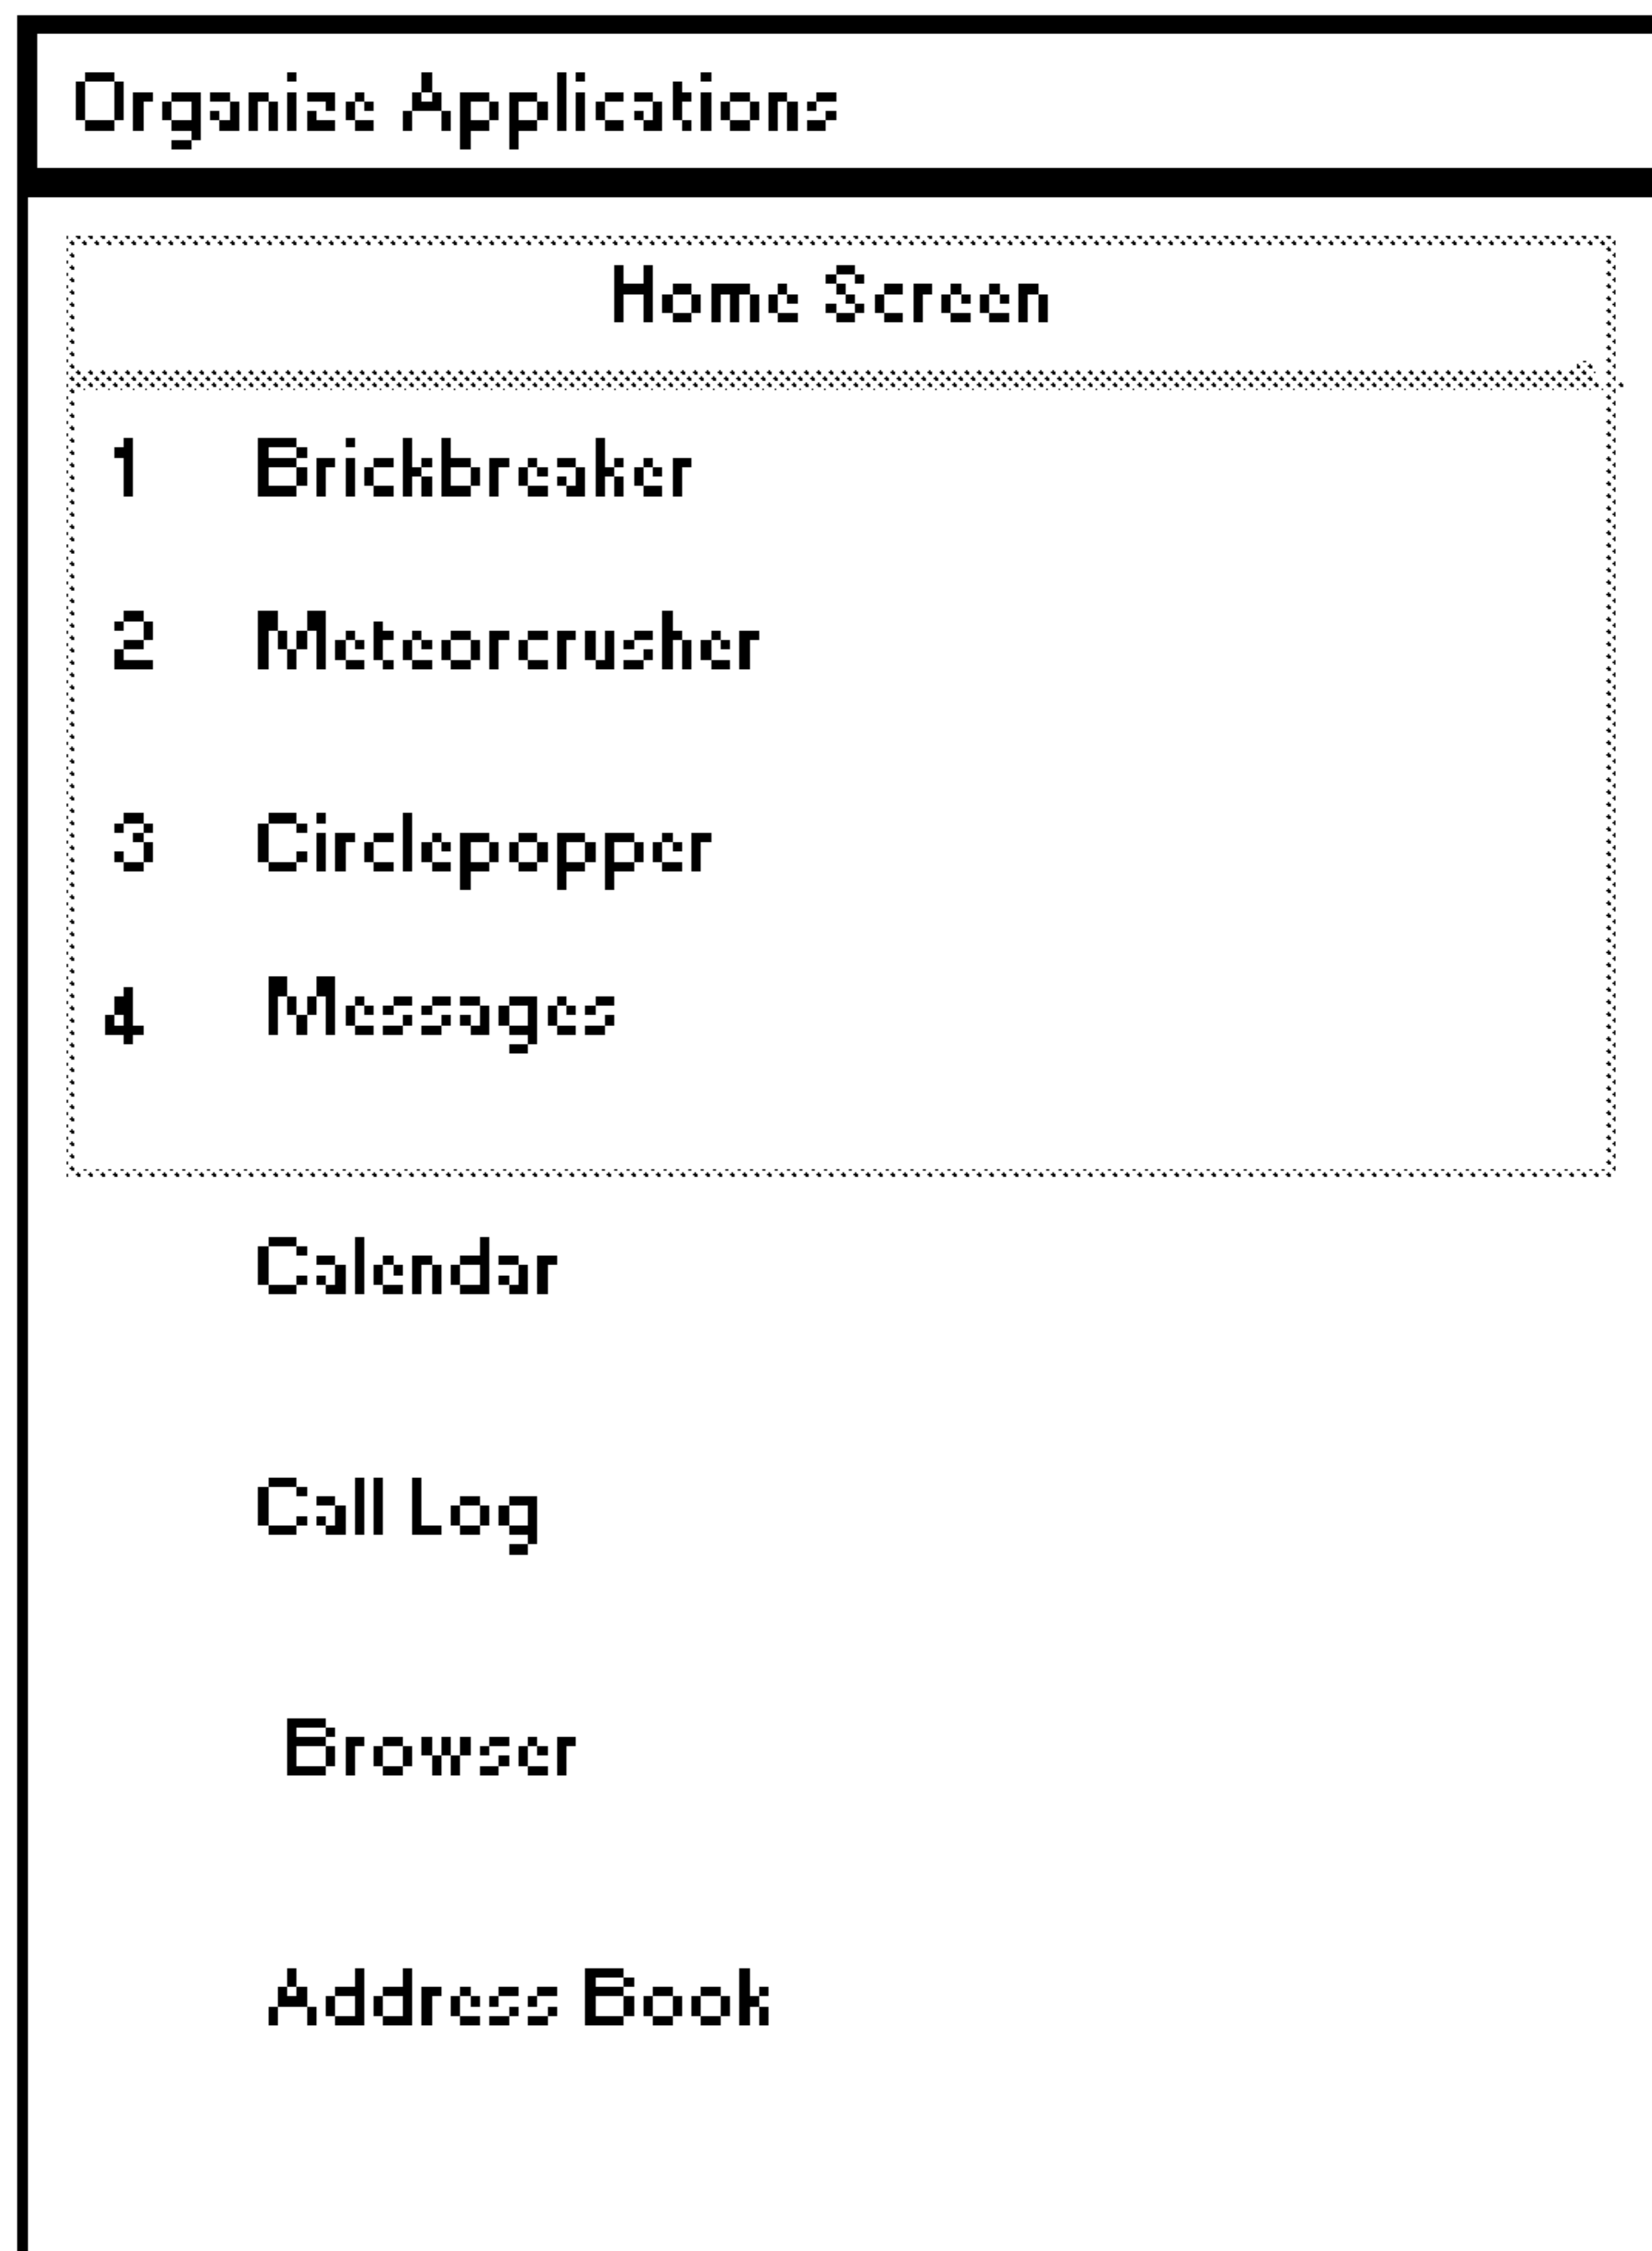 Organize Applications
Home Screen
1 Brickbreaker
2 Meteorcrusher
3 Circlepopper
4 Messages
Calendar
Call Log
Browser
Address Book